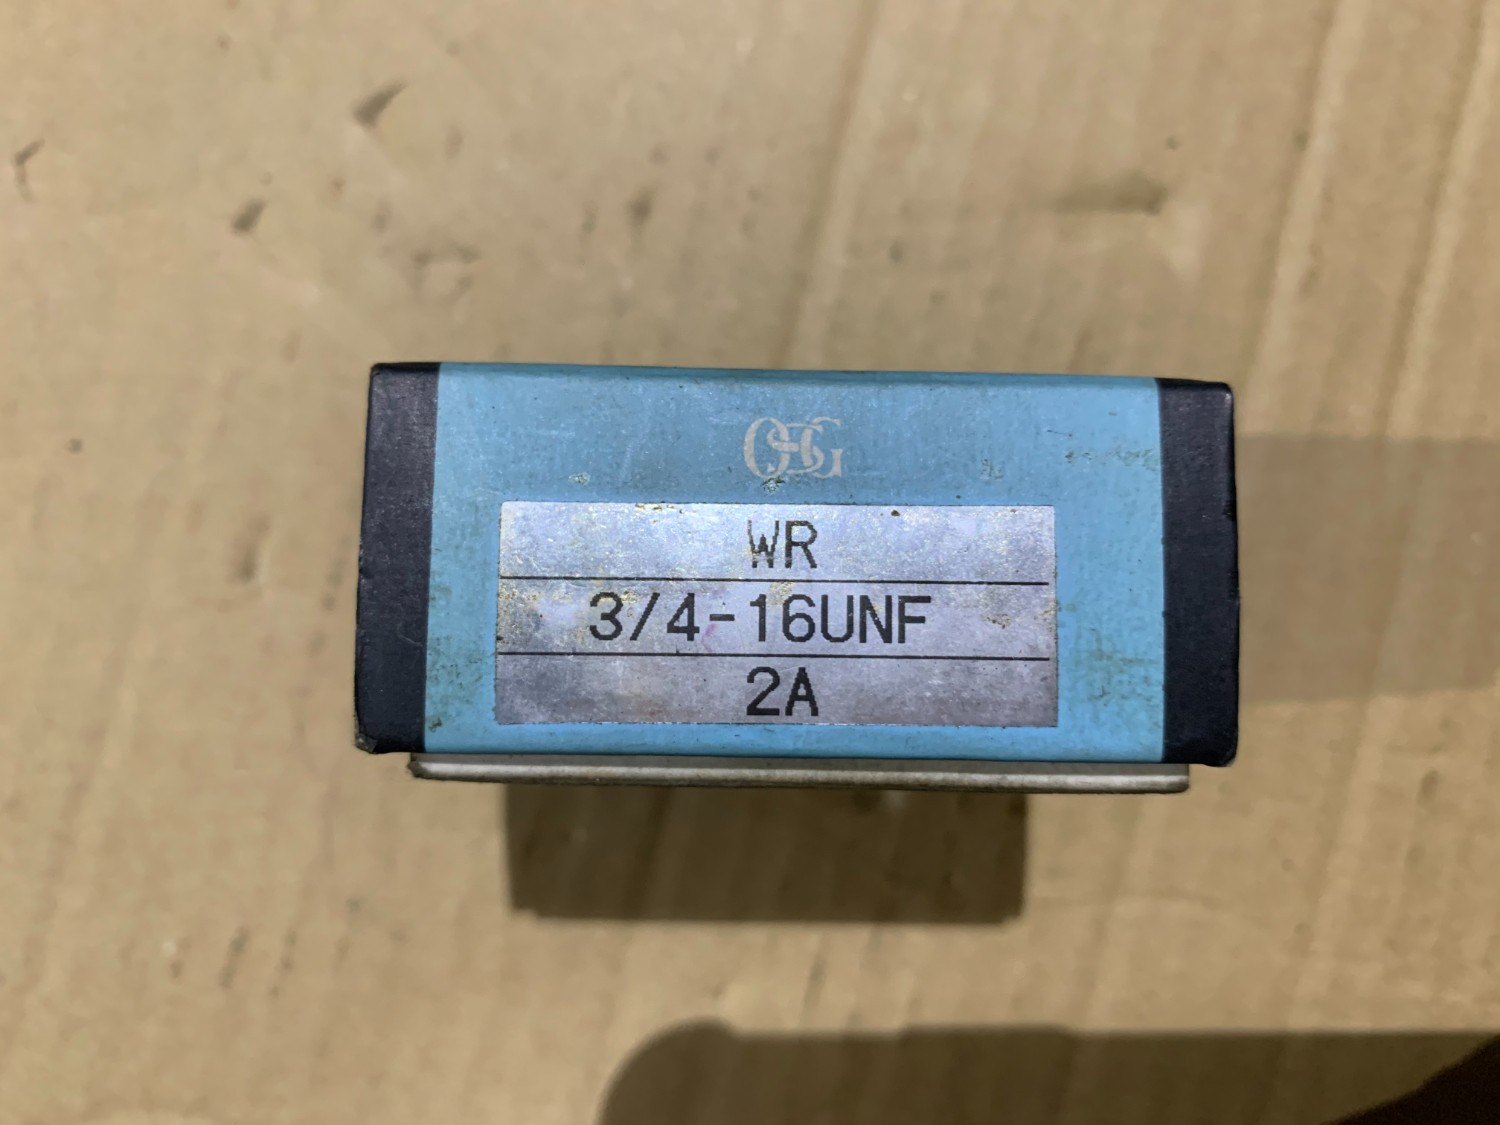 OSG
WR
3/4-16UNF
2A